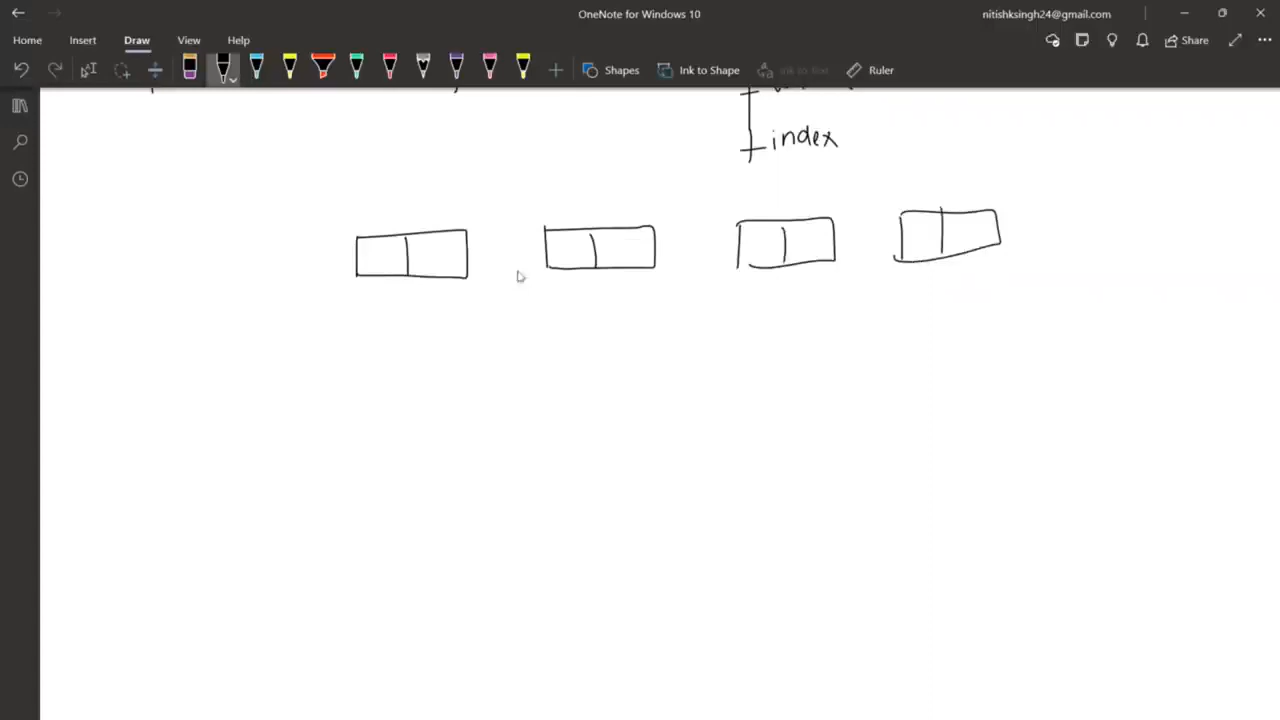 OneNote for Windows 10
nitishksingh24@gmail.com
Home Insert Draw View Help
Share
Shapes Ink to Shape Ink to Text Ruler
index